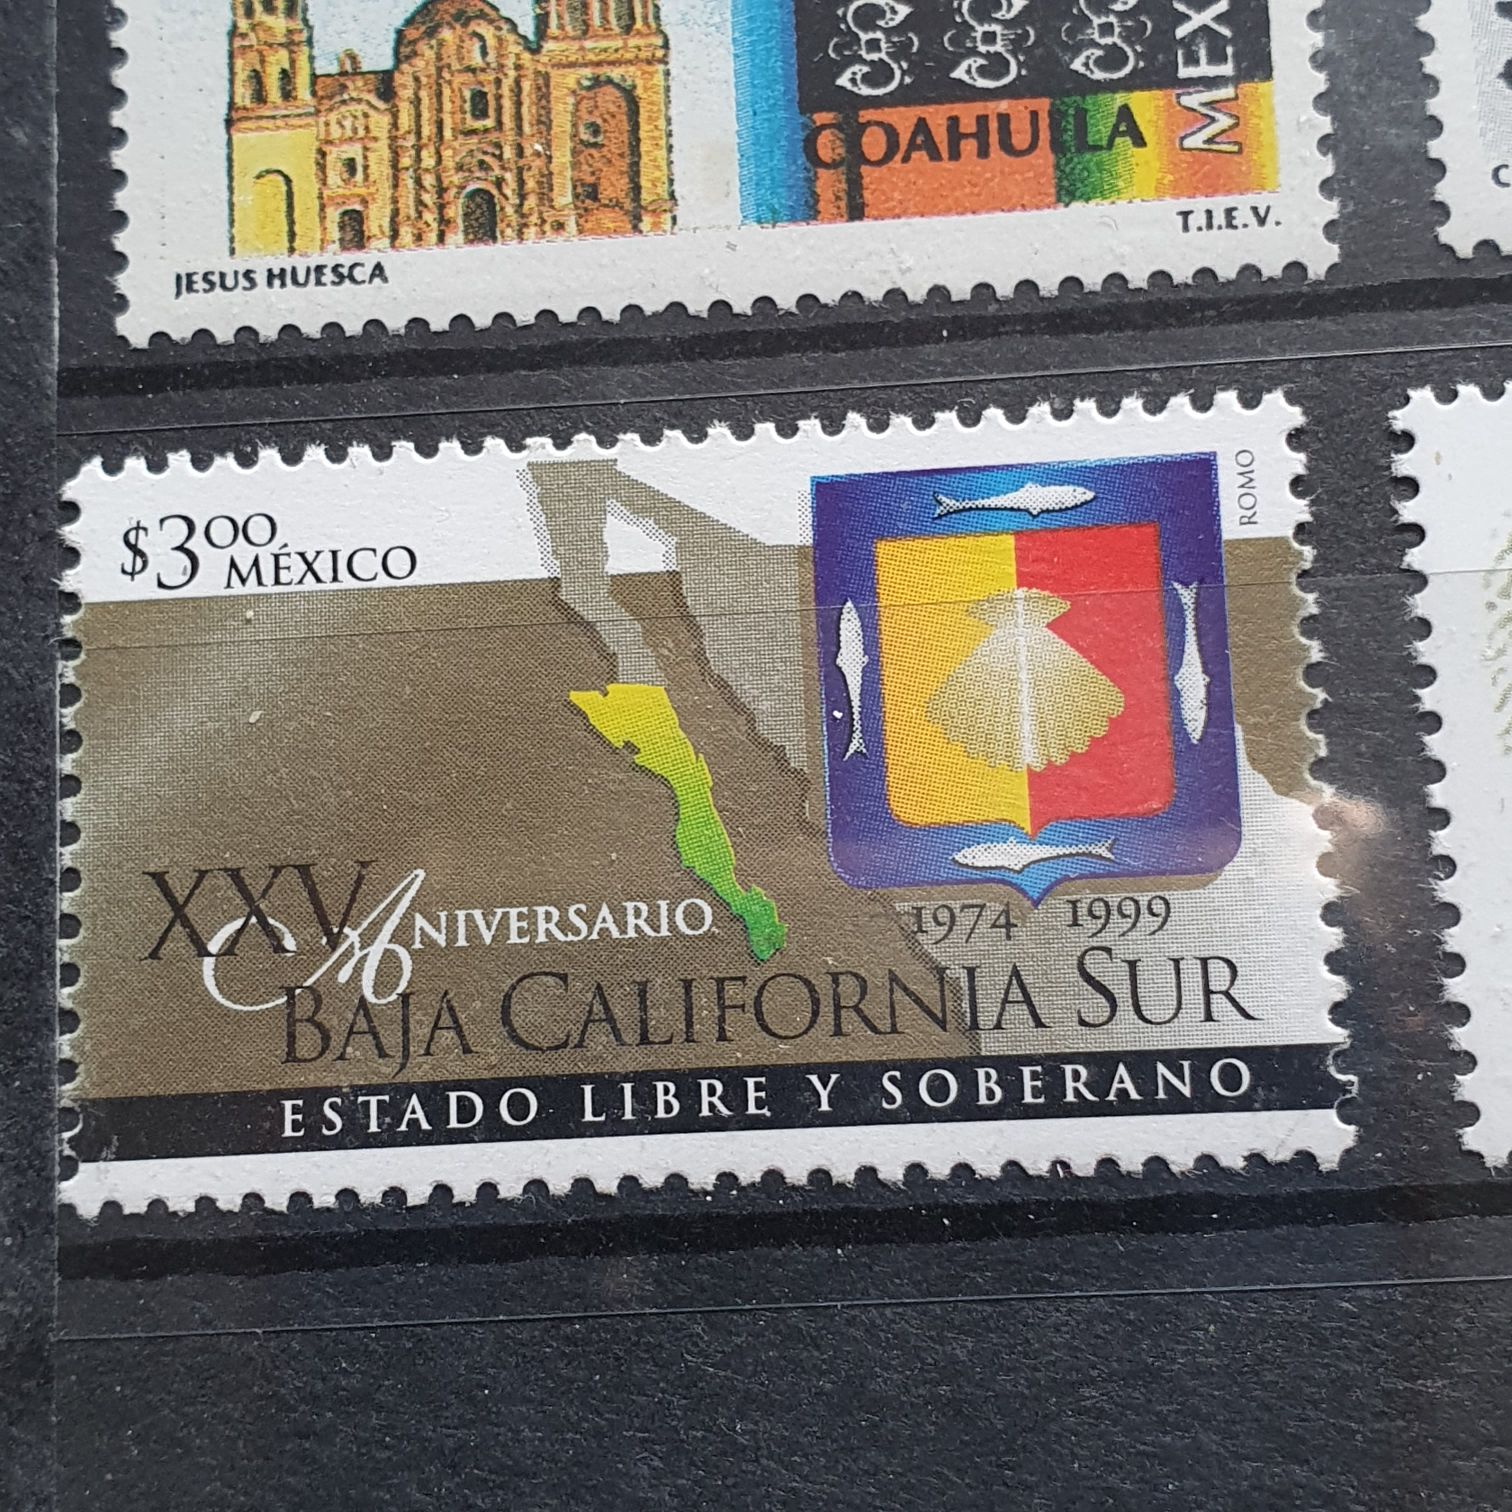 COAHUILA
MEX
JESUS HUESCA
T.I.E.V.
C
$3.00
MÉXICO
ROMO
XXV ANIVERSARIO
1974 1999
BAJA CALIFORNIA SUR
ESTADO LIBRE Y SOBERANO